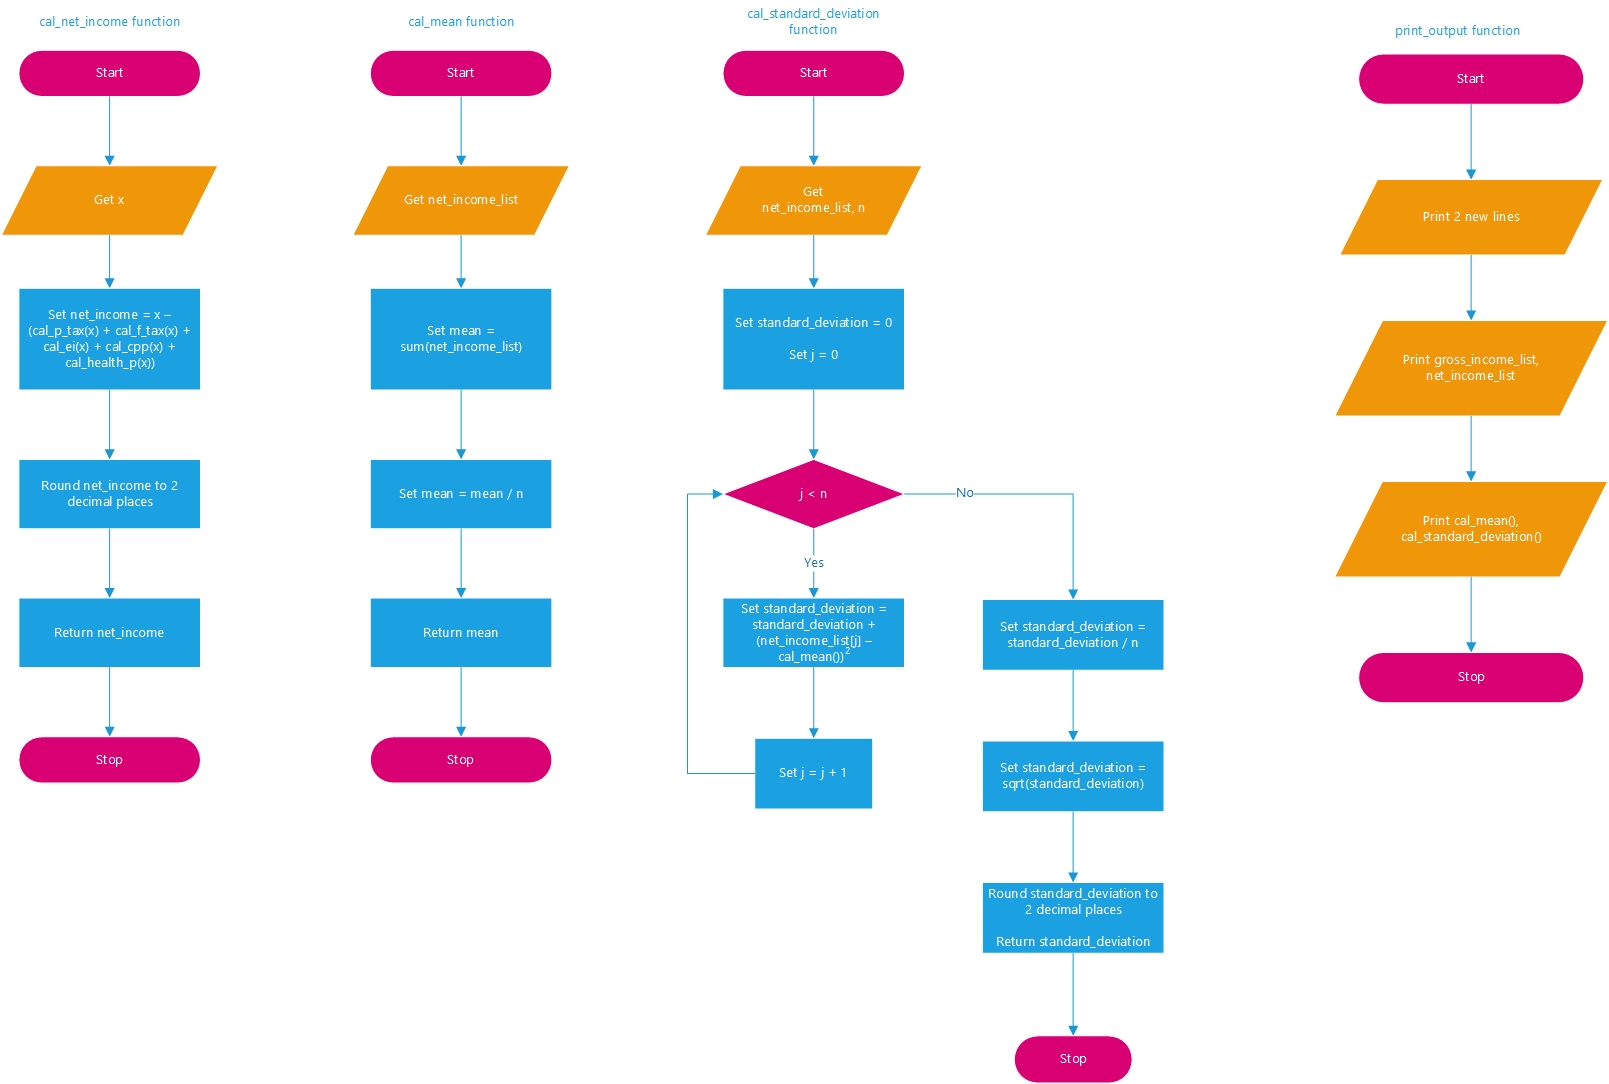 cal_net_income function
Start
Get x
Set net_income = x –
(cal_p_tax(x) + cal_f_tax(x) +
cal_ei(x) + cal_cpp(x) +
cal_health_p(x))
Round net_income to 2
decimal places
Return net_income
Stop
cal_mean function
Start
Get net_income_list
Set mean =
sum(net_income_list)
Set mean = mean / n
Return mean
Stop
cal_standard_deviation
function
Start
Get
net_income_list, n
Set standard_deviation = 0
Set j = 0
j < n
Yes
Set standard_deviation =
standard_deviation +
(net_income_list[j] –
cal_mean())²
Set j = j + 1
No
Set standard_deviation =
standard_deviation / n
Set standard_deviation =
sqrt(standard_deviation)
Round standard_deviation to
2 decimal places
Return standard_deviation
Stop
print_output function
Start
Print 2 new lines
Print gross_income_list,
net_income_list
Print cal_mean(),
cal_standard_deviation()
Stop